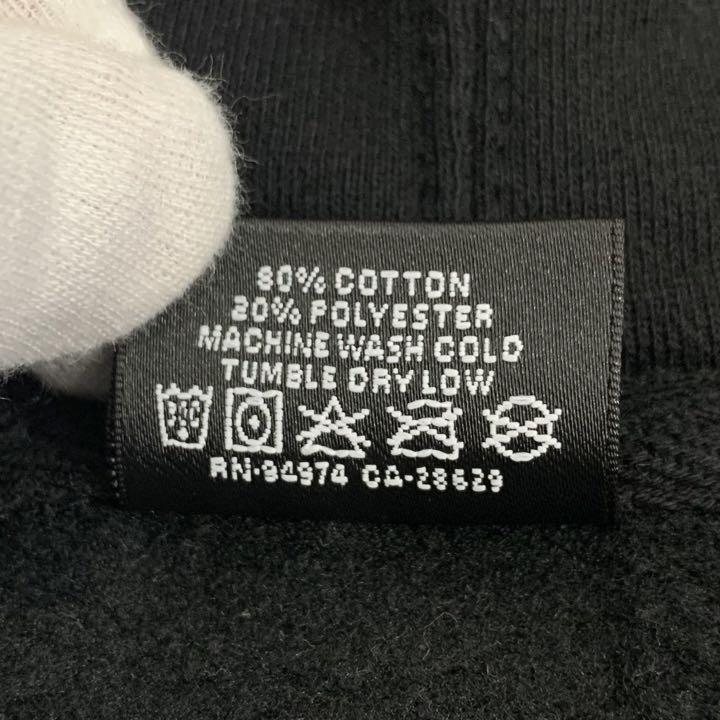 80% COTTON
20% POLYESTER
MACHINE WASH COLD
TUMBLE DRY LOW
RN-94974 CA-28629